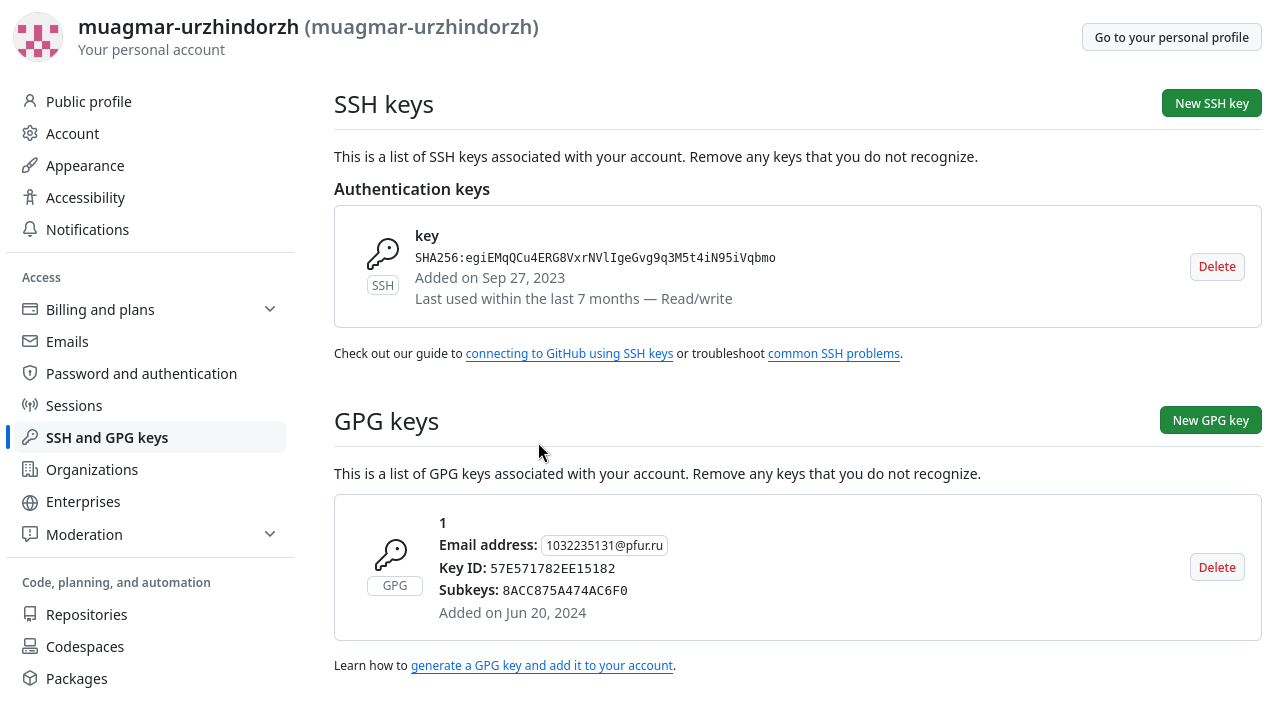 muagmar-urzhindorzh (muagmar-urzhindorzh)
Your personal account
Go to your personal profile
Public profile
Account
Appearance
Accessibility
Notifications
Access
Billing and plans
Emails
Password and authentication
Sessions
SSH and GPG keys
Organizations
Enterprises
Moderation
Code, planning, and automation
Repositories
Codespaces
Packages
SSH keys
New SSH key
This is a list of SSH keys associated with your account. Remove any keys that you do not recognize.
Authentication keys
key
SHA256:egiEMqQCu4ERG8VxrNVlIgeGvg9q3M5t4iN95iVqbmo
Added on Sep 27, 2023
Last used within the last 7 months — Read/write
SSH
Delete
Check out our guide to connecting to GitHub using SSH keys or troubleshoot common SSH problems.
GPG keys
New GPG key
This is a list of GPG keys associated with your account. Remove any keys that you do not recognize.
1
Email address: 1032235131@pfur.ru
Key ID: 57E571782EE15182
Subkeys: 8ACC875A474AC6F0
Added on Jun 20, 2024
GPG
Delete
Learn how to generate a GPG key and add it to your account.